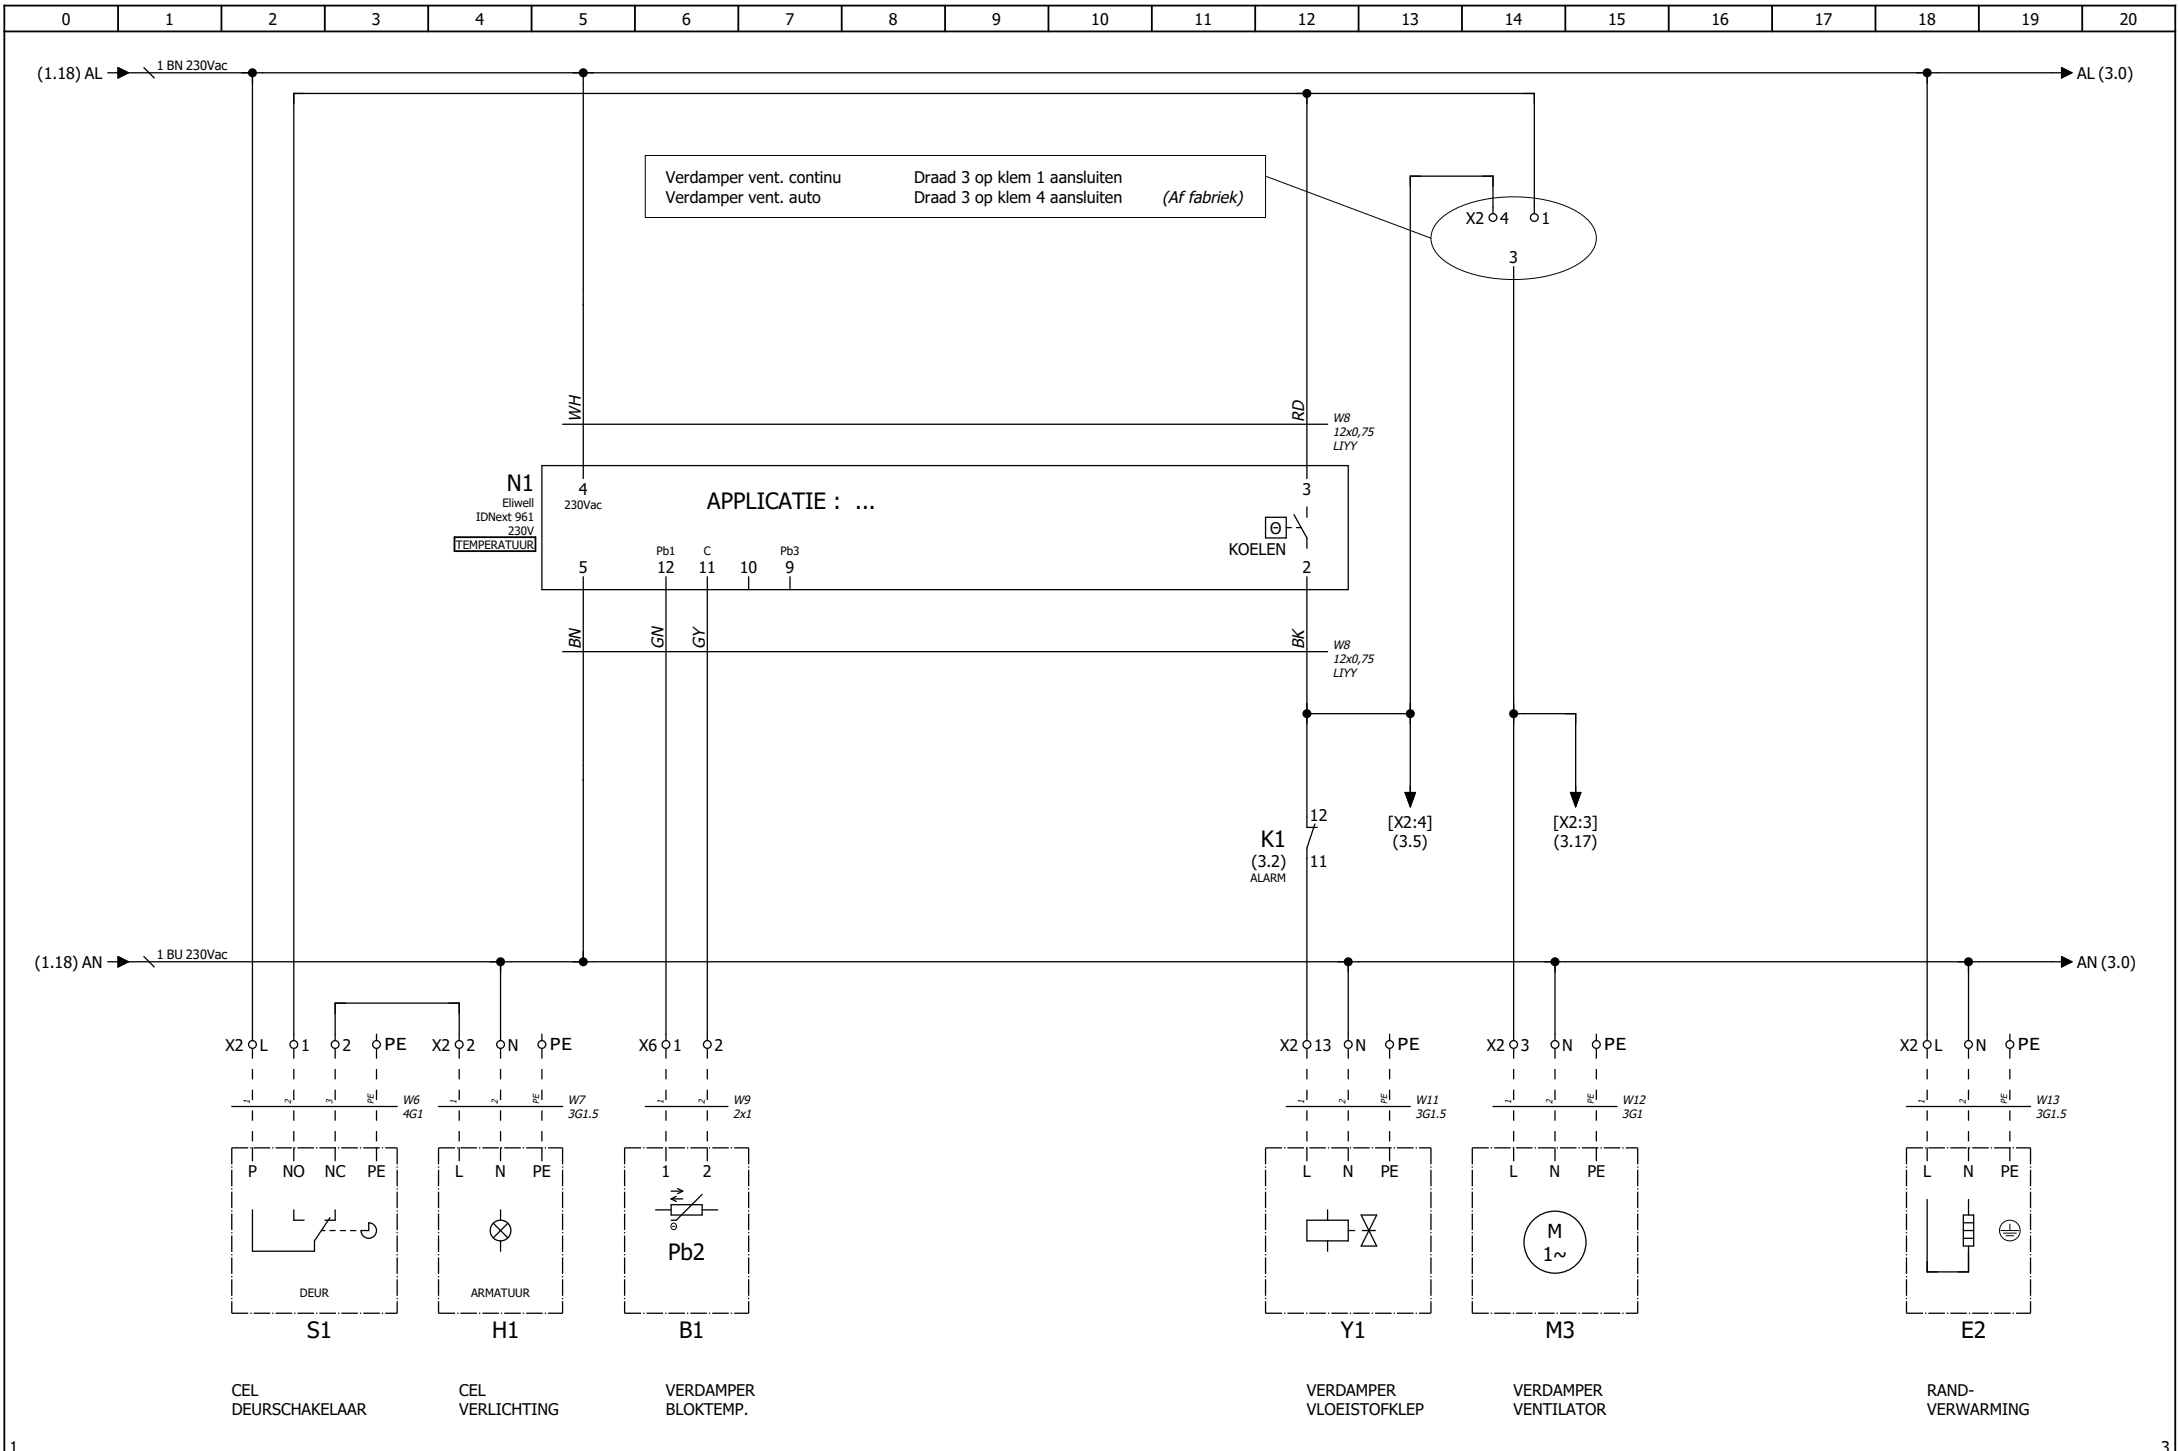 0 1 2 3 4 5 6 7 8 9 10 11 12 13 14 15 16 17 18 19 20
(1.18) AL 1 BN 230Vac AL (3.0)
Verdamper vent. continu Draad 3 op klem 1 aansluiten
Verdamper vent. auto Draad 3 op klem 4 aansluiten (Af fabriek)
X2 4 1
3
WH RD W8
12x0,75
LIYY
N1
Eliwell
IDNext 961
230V
TEMPERATUUR
4
230Vac
APPLICATIE : ...
3
Θ
KOELEN
Pb1 C Pb3
5 12 11 10 9 2
BN GN GY BK W8
12x0,75
LIYY
K1
(3.2)
ALARM
12
11
[X2:4]
(3.5)
[X2:3]
(3.17)
(1.18) AN 1 BU 230Vac AN (3.0)
X2 L 1 2 PE X2 2 N PE X6 1 2 X2 13 N PE X2 3 N PE X2 L N PE
1 2 3 PE W6 1 2 PE W7 1 2 W9 1 2 PE W11 1 2 PE W12 1 2 PE W13
4G1 3G1.5 2x1 3G1.5 3G1 3G1.5
P NO NC PE L N PE 1 2 L N PE L N PE L N PE
Θ
Pb2
M
1~
DEUR ARMATUUR
S1 H1 B1 Y1 M3 E2
CEL
DEURSCHAKELAAR
CEL
VERLICHTING
VERDAMPER
BLOKTEMP.
VERDAMPER
VLOEISTOFKLEP
VERDAMPER
VENTILATOR
RAND-
VERWARMING
1 3